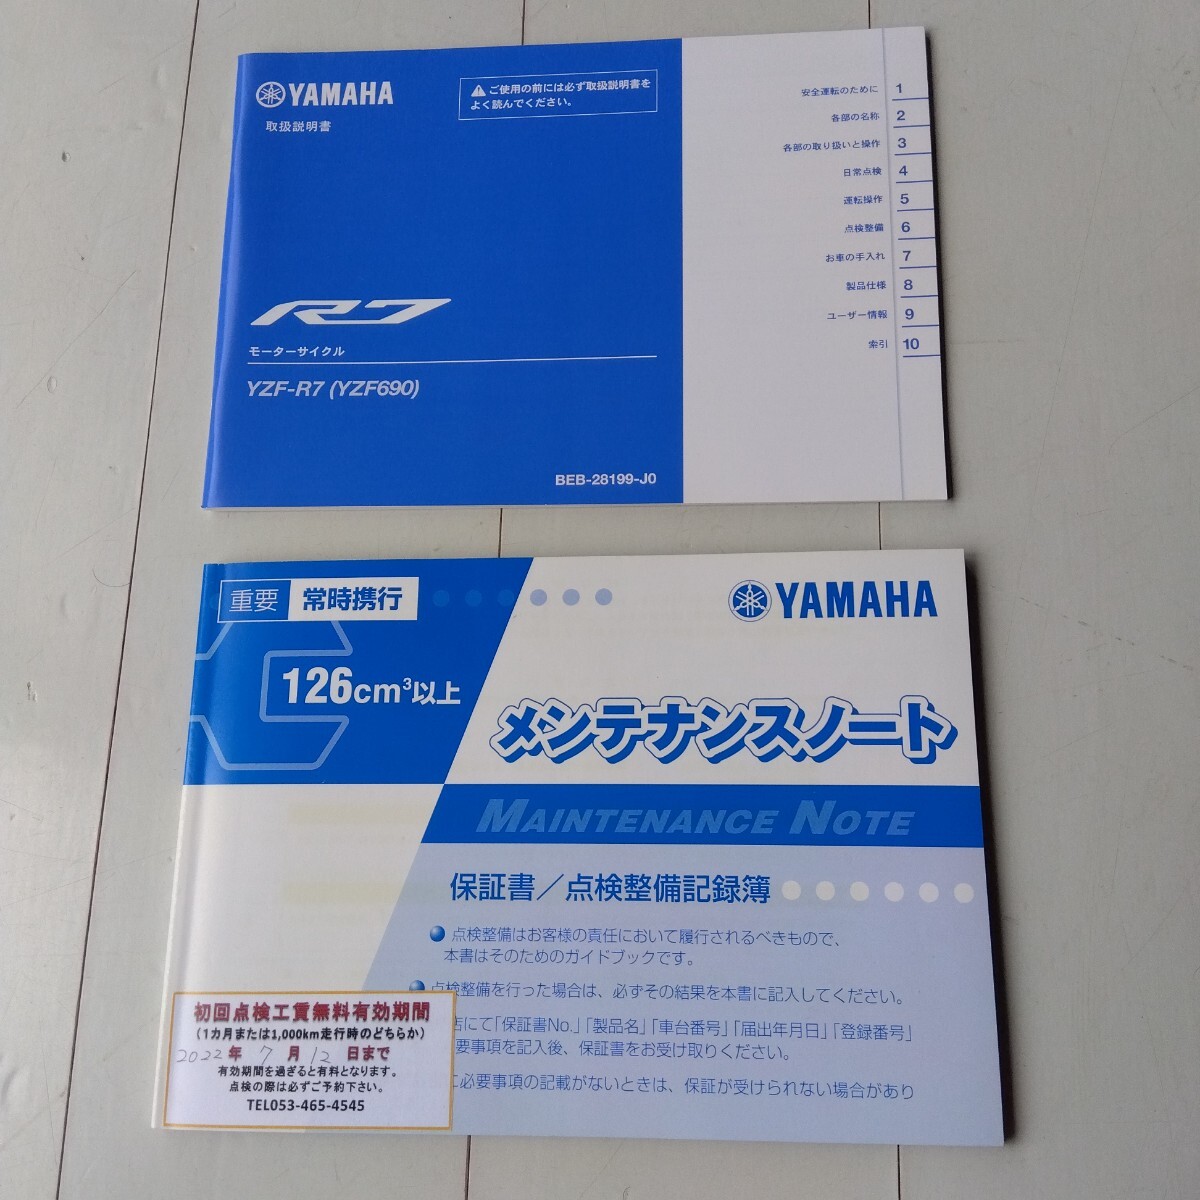 YAMAHA
取扱説明書
⚠ご使用の前には必ず取扱説明書を
よく読んでください。
R7
モーターサイクル
YZF-R7 (YZF690)
BEB-28199-J0
安全運転のために 1
各部の名称 2
各部の取り扱いと操作 3
日常点検 4
運転操作 5
点検整備 6
お車の手入れ 7
製品仕様 8
ユーザー情報 9
索引 10
重要 常時携行
YAMAHA
126cm³以上
メンテナンスノート
MAINTENANCE NOTE
保証書／点検整備記録簿
点検整備はお客様の責任において履行されるべきもので、
本書はそのためのガイドブックです。
点検整備を行った場合は、必ずその結果を本書に記入してください。
店にて「保証書No.」「製品名」「車台番号」「届出年月日」「登録番号」
要事項を記入後、保証書をお受け取りください。
に必要事項の記載がないときは、保証が受けられない場合があり
初回点検工賃無料有効期間
(1カ月または1,000km走行時のどちらか)
2022年7月12日まで
有効期間を過ぎると有料となります。
点検の際は必ずご予約下さい。
TEL053-465-4545